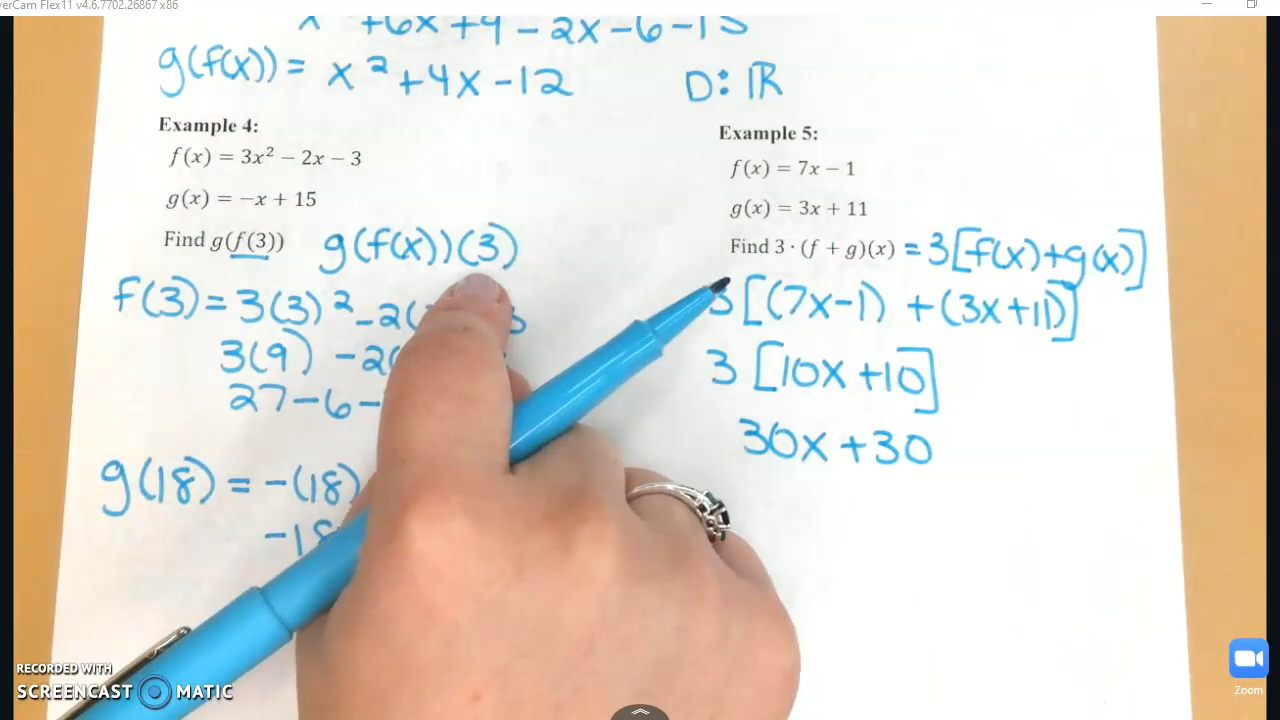 verCam Flex11 v4.6.7702.26867 x86
+6x+9-2x-6-15
g(f(x)) = x²+4x-12
D: ℝ
Example 4:
f(x) = 3x² − 2x − 3
g(x) = −x + 15
Find g(f(3))
g(f(x))(3)
f(3)=3(3)²-2(
3(9) -2(
27-6-
g(18) = -(18)
-18
Example 5:
f(x) = 7x − 1
g(x) = 3x + 11
Find 3 · (f + g)(x) = 3[f(x)+g(x)]
3[(7x-1) +(3x+11)]
3[10x+10]
30x+30
RECORDED WITH
SCREENCAST MATIC
Zoom